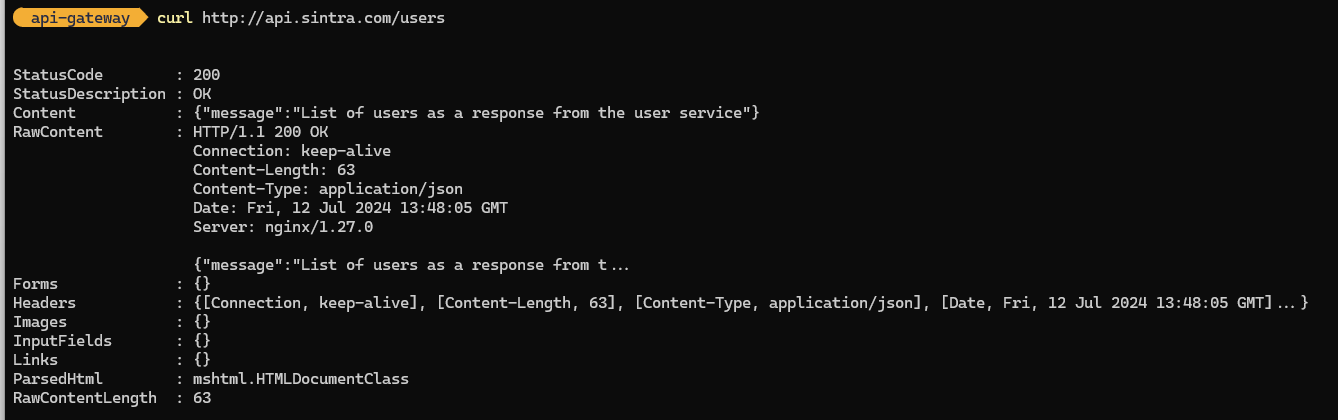 api-gateway curl http://api.sintra.com/users
StatusCode : 200
StatusDescription : OK
Content : {"message":"List of users as a response from the user service"}
RawContent : HTTP/1.1 200 OK
Connection: keep-alive
Content-Length: 63
Content-Type: application/json
Date: Fri, 12 Jul 2024 13:48:05 GMT
Server: nginx/1.27.0
{"message":"List of users as a response from t...
Forms : {}
Headers : {[Connection, keep-alive], [Content-Length, 63], [Content-Type, application/json], [Date, Fri, 12 Jul 2024 13:48:05 GMT]...}
Images : {}
InputFields : {}
Links : {}
ParsedHtml : mshtml.HTMLDocumentClass
RawContentLength : 63